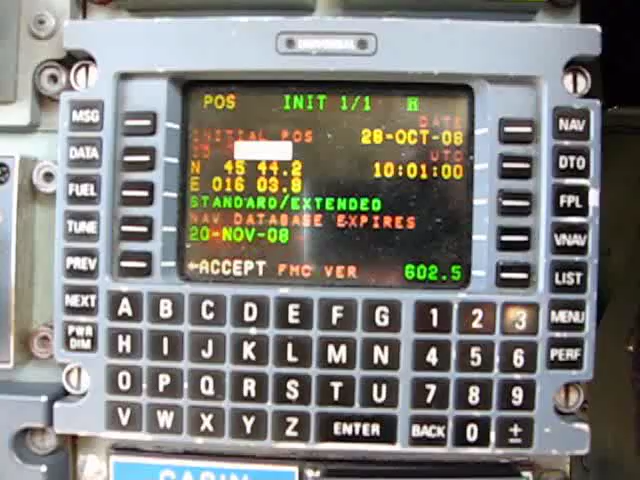 UNIVERSAL
POS INIT 1/1
DATE
INITIAL POS 28-OCT-08
ID UTC
N 45 44.2 10:01:00
E 016 03.8
STANDARD/EXTENDED
NAV DATABASE EXPIRES
20-NOV-08
←ACCEPT FMC VER 602.5
MSG
DATA
FUEL
TUNE
PREV
NEXT
PWR
DIM
NAV
DTO
FPL
VNAV
LIST
MENU
PERF
A B C D E F G 1 2 3
H I J K L M N 4 5 6
O P Q R S T U 7 8 9
V W X Y Z ENTER BACK 0 ±
CABIN